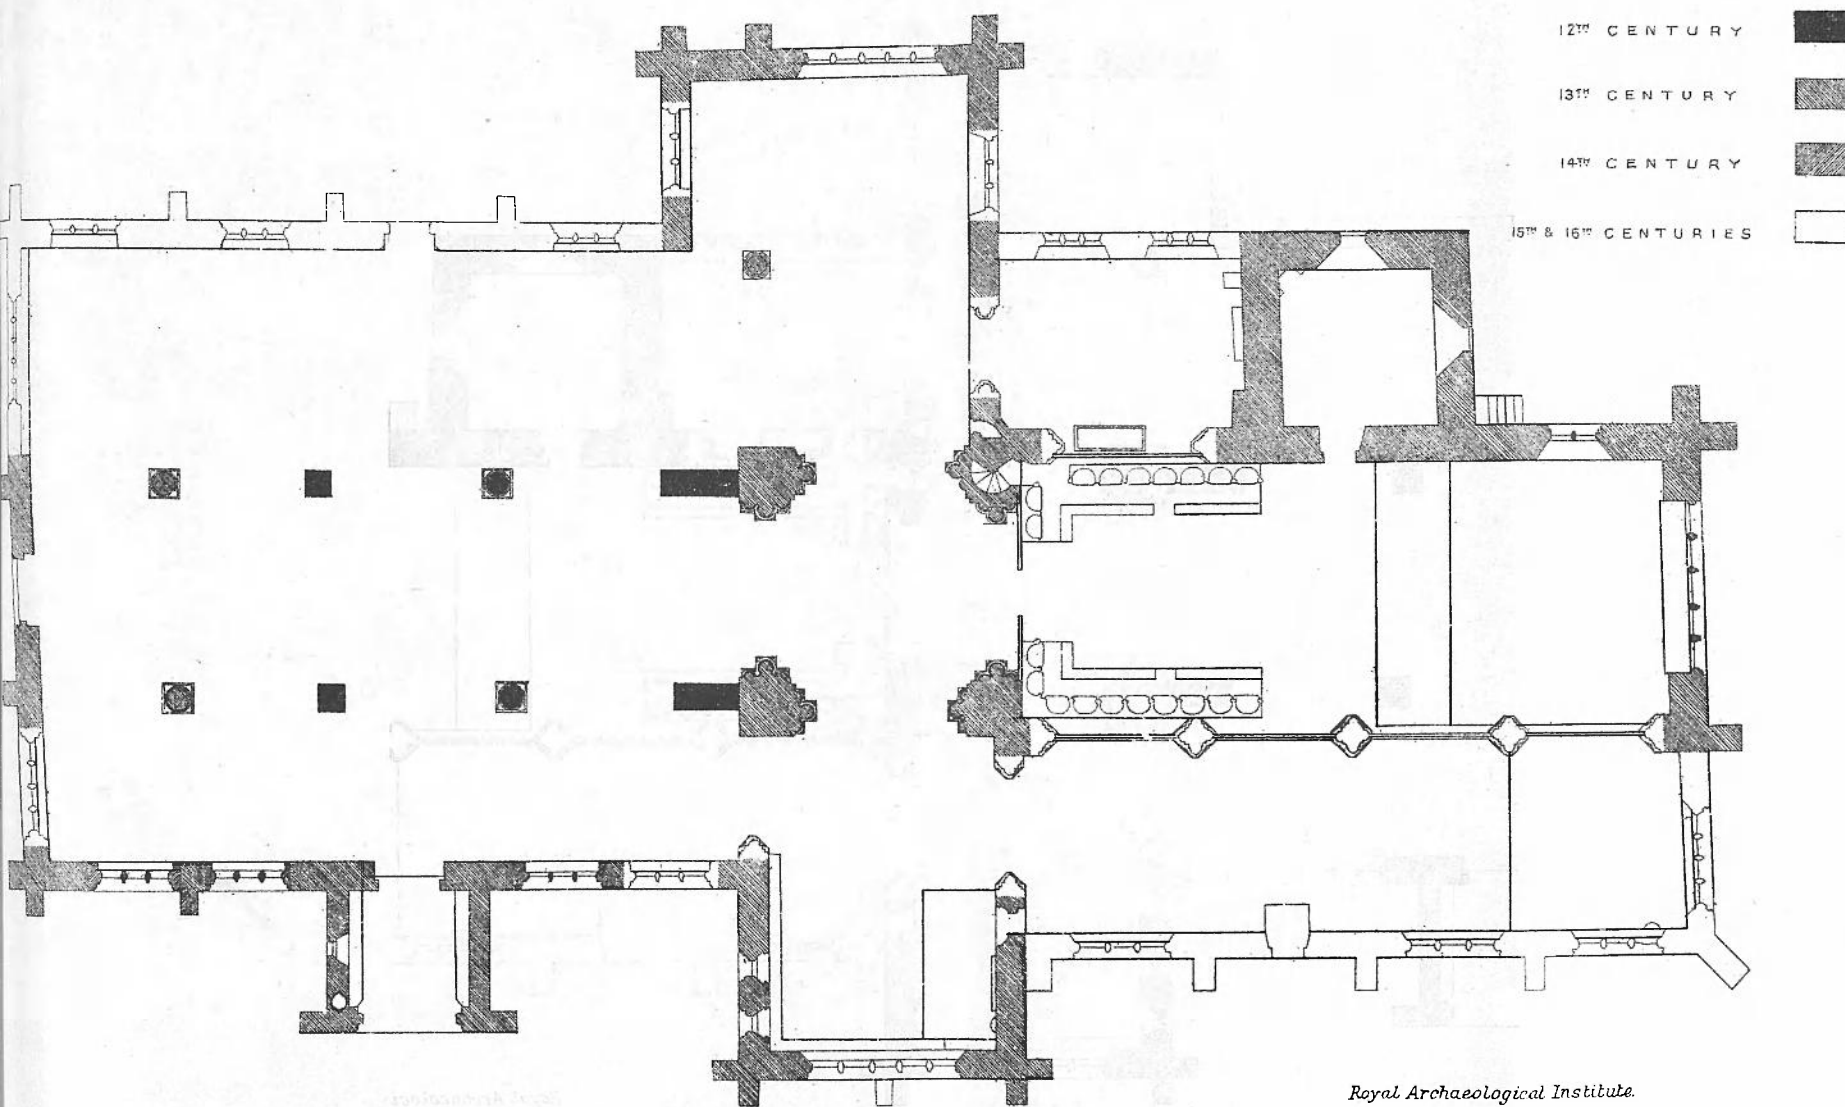 12TH CENTURY
13TH CENTURY
14TH CENTURY
15TH & 16TH CENTURIES
Royal Archaeological Institute.